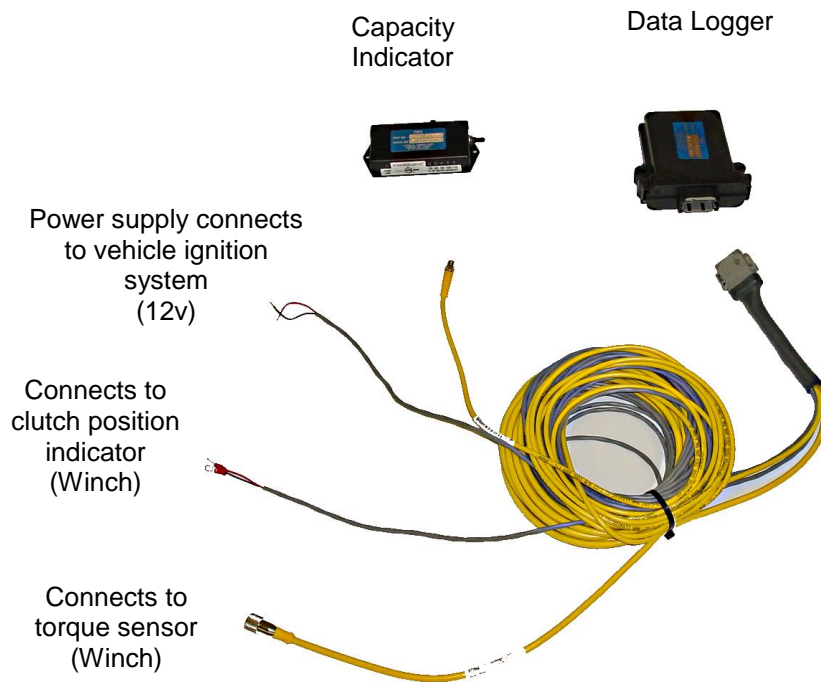 Capacity
Indicator
Data Logger
Power supply connects
to vehicle ignition
system
(12v)
Connects to
clutch position
indicator
(Winch)
Connects to
torque sensor
(Winch)